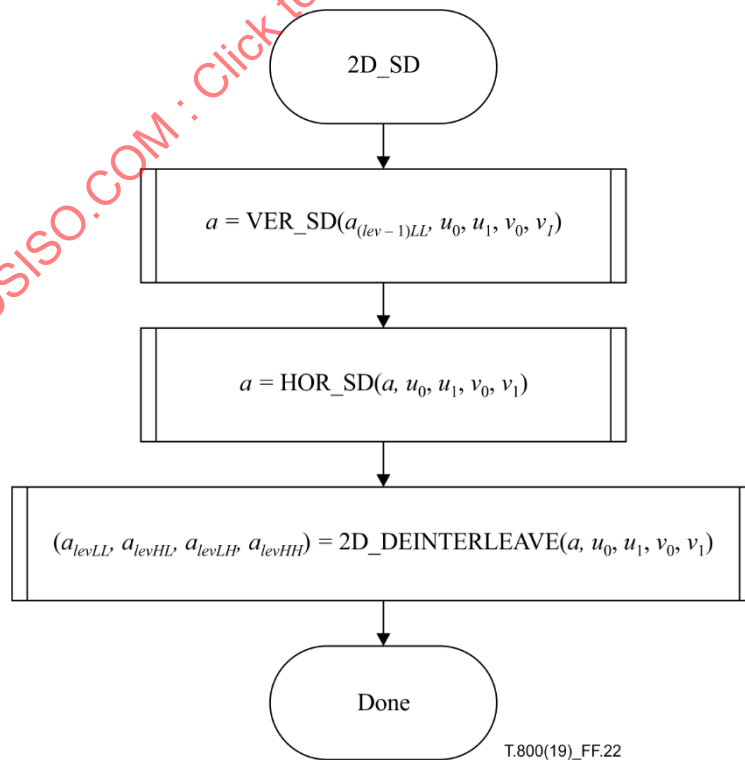 2D_SD
OSISO.COM : Click to
a = VER_SD(a(lev – 1)LL, u0, u1, v0, v1)
a = HOR_SD(a, u0, u1, v0, v1)
(alevLL, alevHL, alevLH, alevHH) = 2D_DEINTERLEAVE(a, u0, u1, v0, v1)
Done
T.800(19)_FF.22